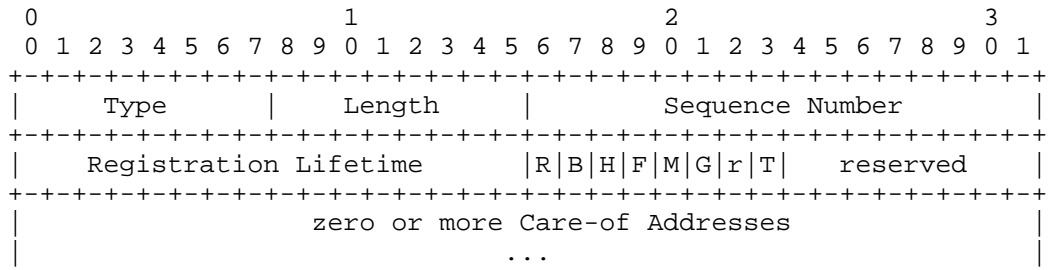 0                   1                   2                   3
 0 1 2 3 4 5 6 7 8 9 0 1 2 3 4 5 6 7 8 9 0 1 2 3 4 5 6 7 8 9 0 1
+-+-+-+-+-+-+-+-+-+-+-+-+-+-+-+-+-+-+-+-+-+-+-+-+-+-+-+-+-+-+-+-+
|     Type      |    Length     |        Sequence Number        |
+-+-+-+-+-+-+-+-+-+-+-+-+-+-+-+-+-+-+-+-+-+-+-+-+-+-+-+-+-+-+-+-+
|    Registration Lifetime      |R|B|H|F|M|G|r|T|   reserved    |
+-+-+-+-+-+-+-+-+-+-+-+-+-+-+-+-+-+-+-+-+-+-+-+-+-+-+-+-+-+-+-+-+
|                  zero or more Care-of Addresses               |
|                              ...                              |